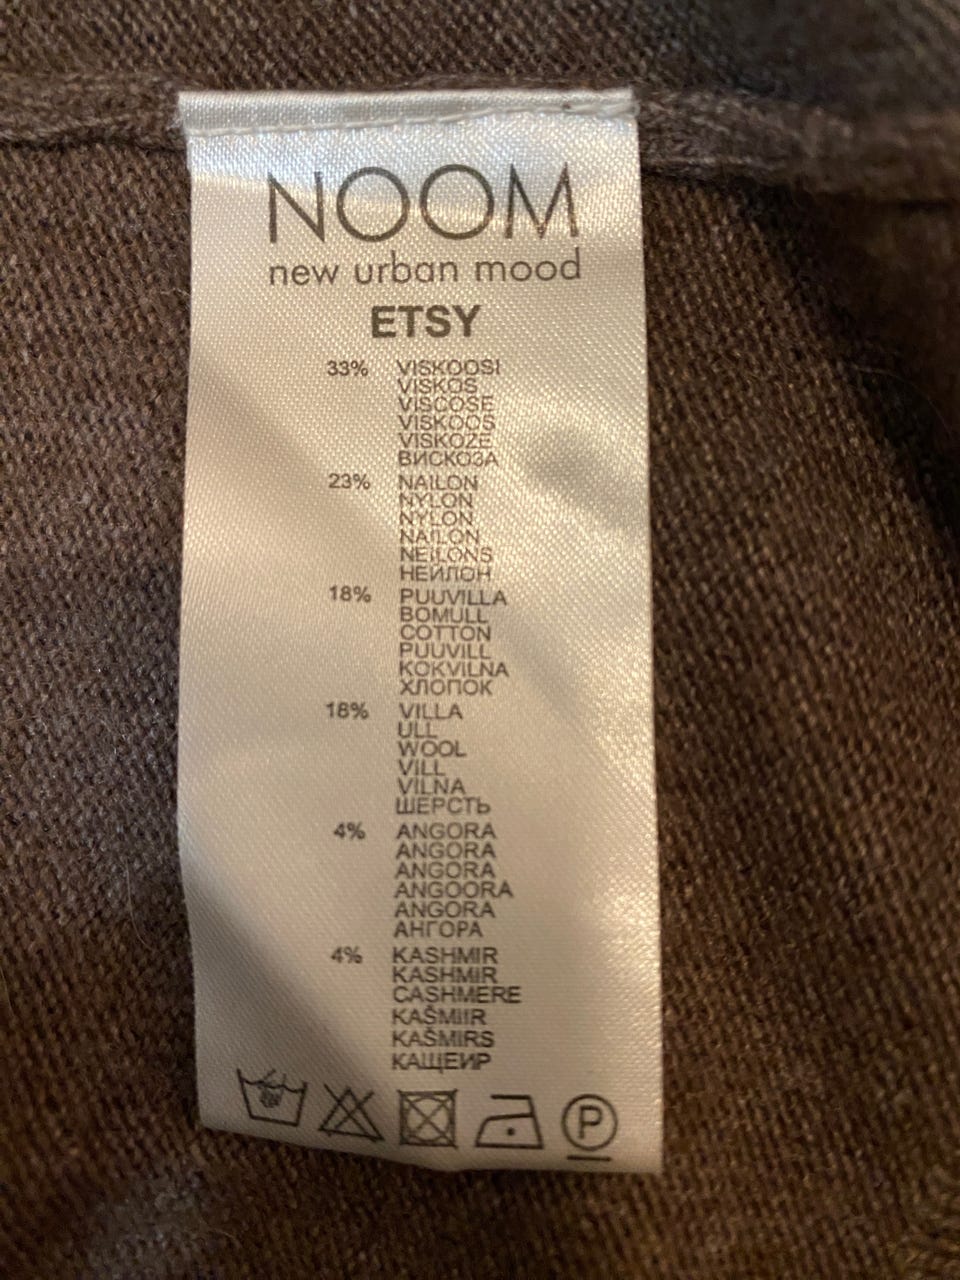 NOOM
new urban mood
ETSY
33% VISKOOSI
VISKOS
VISCOSE
VISKOOS
VISKOZE
ВИСКОЗА
23% NAILON
NYLON
NYLON
NAILON
NEILONS
НЕЙЛОН
18% PUUVILLA
BOMULL
COTTON
PUUVILL
KOKVILNA
ХЛОПОК
18% VILLA
ULL
WOOL
VILL
VILNA
ШЕРСТЬ
4% ANGORA
ANGORA
ANGORA
ANGOORA
ANGORA
АНГОРА
4% KASHMIR
KASHMIR
CASHMERE
KAŠMIIR
KAŠMIRS
КАЩЕИР
P